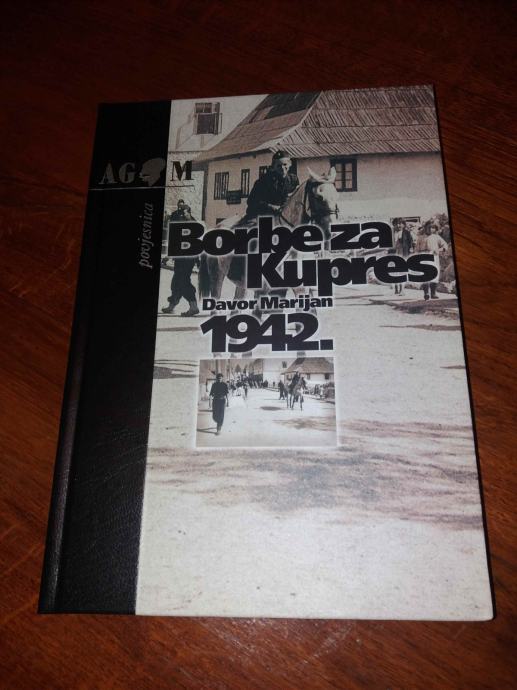 AGM
povjesnica
Borbe za
Kupres
Davor Marijan
1942.